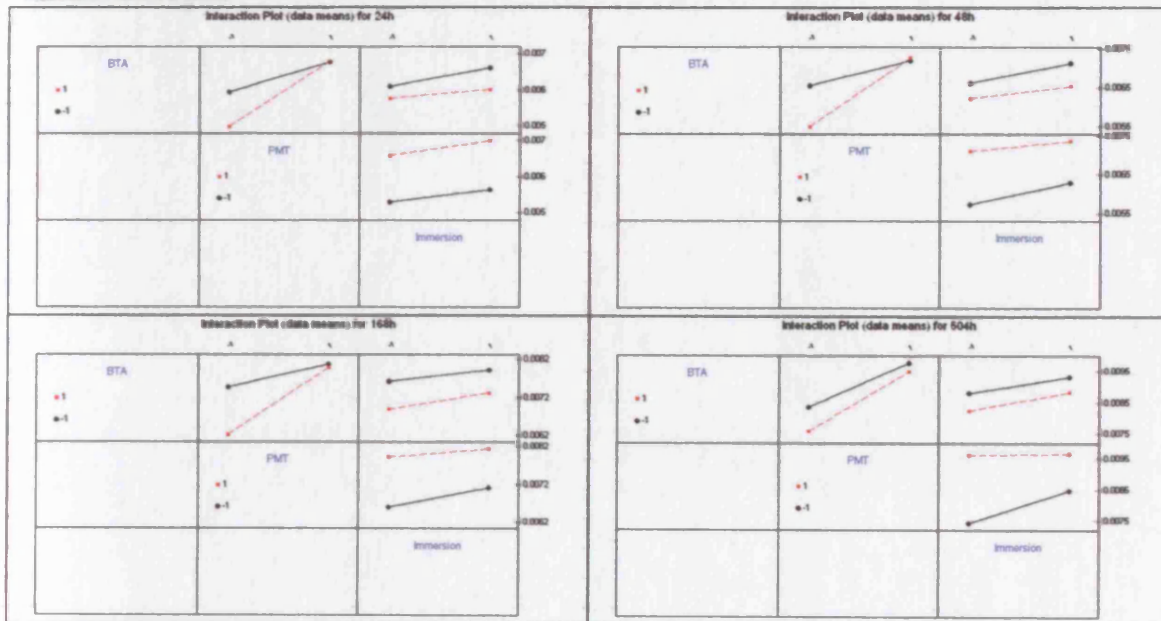 Interaction Plot (data means) for 24h
BTA
1
-1
0.007
0.006
0.005
PMT
1
-1
0.007
0.006
0.005
Immersion
Interaction Plot (data means) for 48h
BTA
1
-1
0.0075
0.0065
0.0055
PMT
1
-1
0.0075
0.0065
0.0055
Immersion
Interaction Plot (data means) for 168h
BTA
1
-1
0.0082
0.0072
0.0062
PMT
1
-1
0.0082
0.0072
0.0062
Immersion
Interaction Plot (data means) for 504h
BTA
1
-1
0.0095
0.0085
0.0075
PMT
1
-1
0.0095
0.0085
0.0075
Immersion